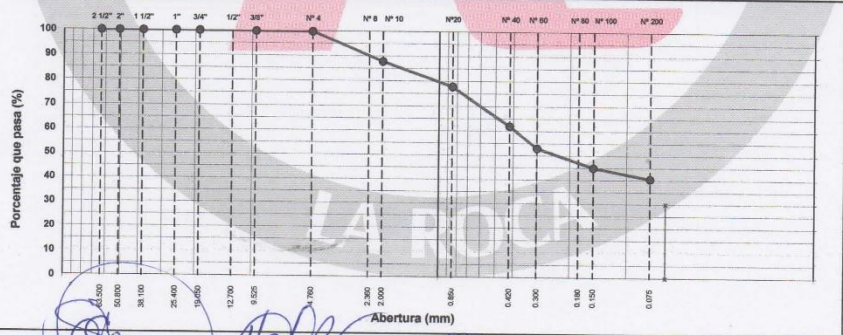 2 1/2" 2" 1 1/2" 1" 3/4" 1/2" 3/8" Nº 4 Nº 8 Nº 10 Nº20 Nº 40 Nº 50 Nº 80 Nº 100 Nº 200
100
90
80
70
60
50
40
30
20
10
0
Porcentaje que pasa (%)
LA ROCA
63.500 50.800 38.100 25.400 19.050 12.700 9.525 4.760 2.360 2.000 0.850 0.420 0.300 0.180 0.150 0.075
Abertura (mm)